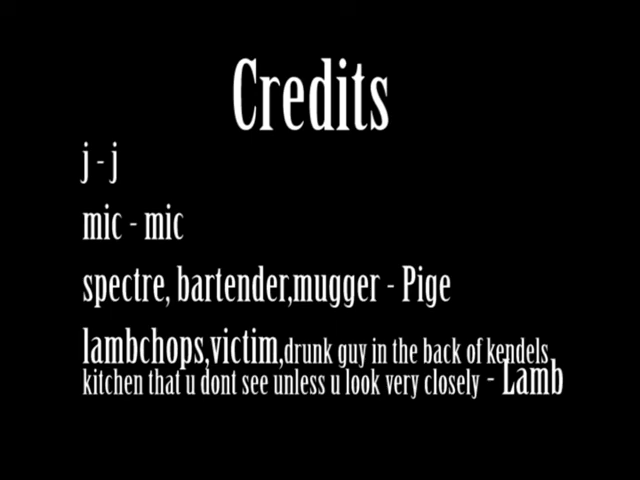 Credits
j - j
mic - mic
spectre, bartender,mugger - Pige
lambchops,victim,drunk guy in the back of kendels
kitchen that u dont see unless u look very closely - Lamb